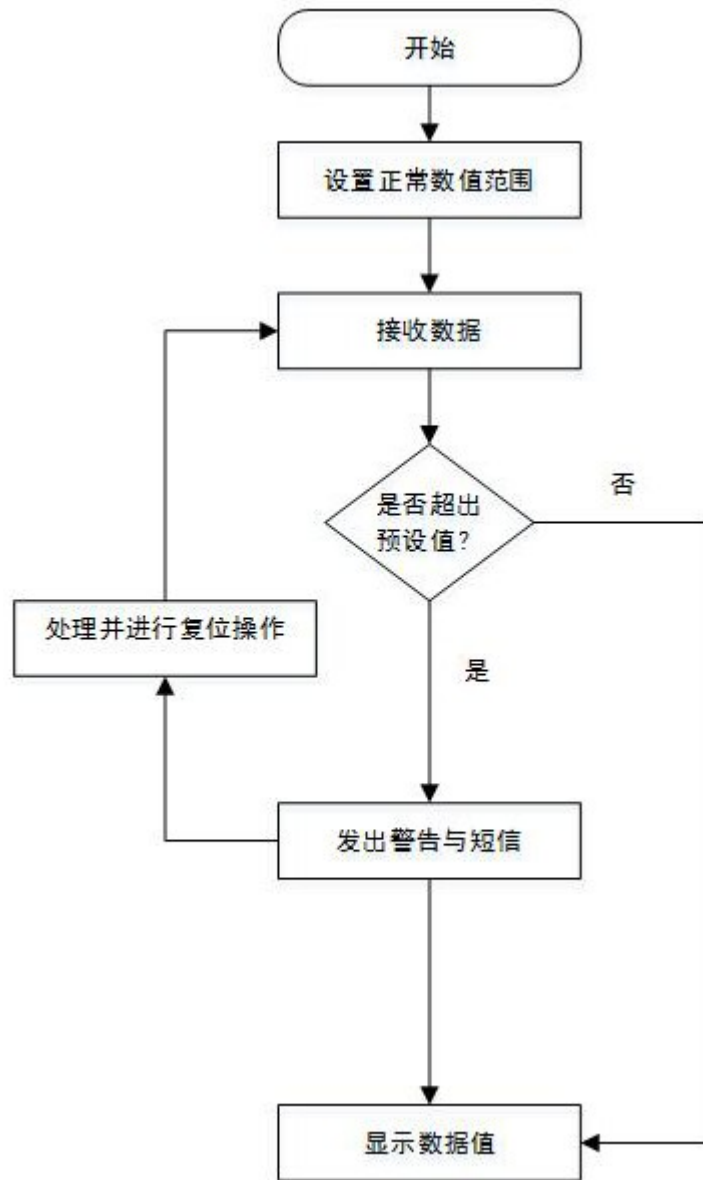 开始
设置正常数值范围
接收数据
是否超出
预设值?
否
处理并进行复位操作
是
发出警告与短信
显示数据值